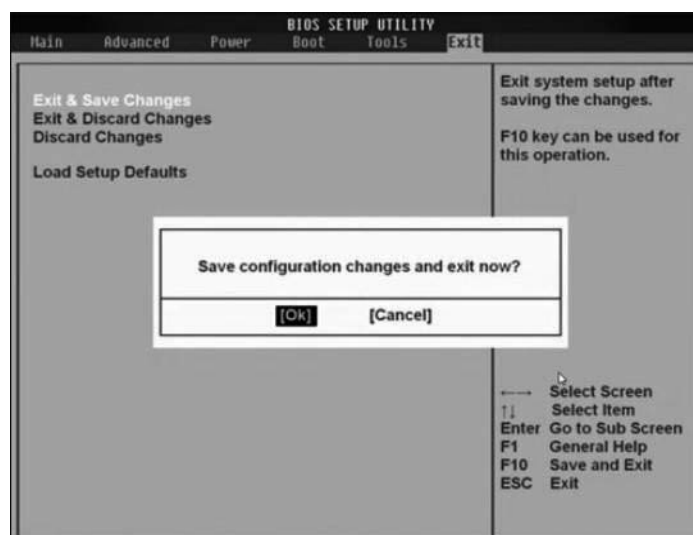 BIOS SETUP UTILITY
Main Advanced Power Boot Tools Exit
Exit & Save Changes
Exit & Discard Changes
Discard Changes
Load Setup Defaults
Exit system setup after
saving the changes.
F10 key can be used for
this operation.
Save configuration changes and exit now?
[Ok] [Cancel]
←→ Select Screen
↑↓ Select Item
Enter Go to Sub Screen
F1 General Help
F10 Save and Exit
ESC Exit